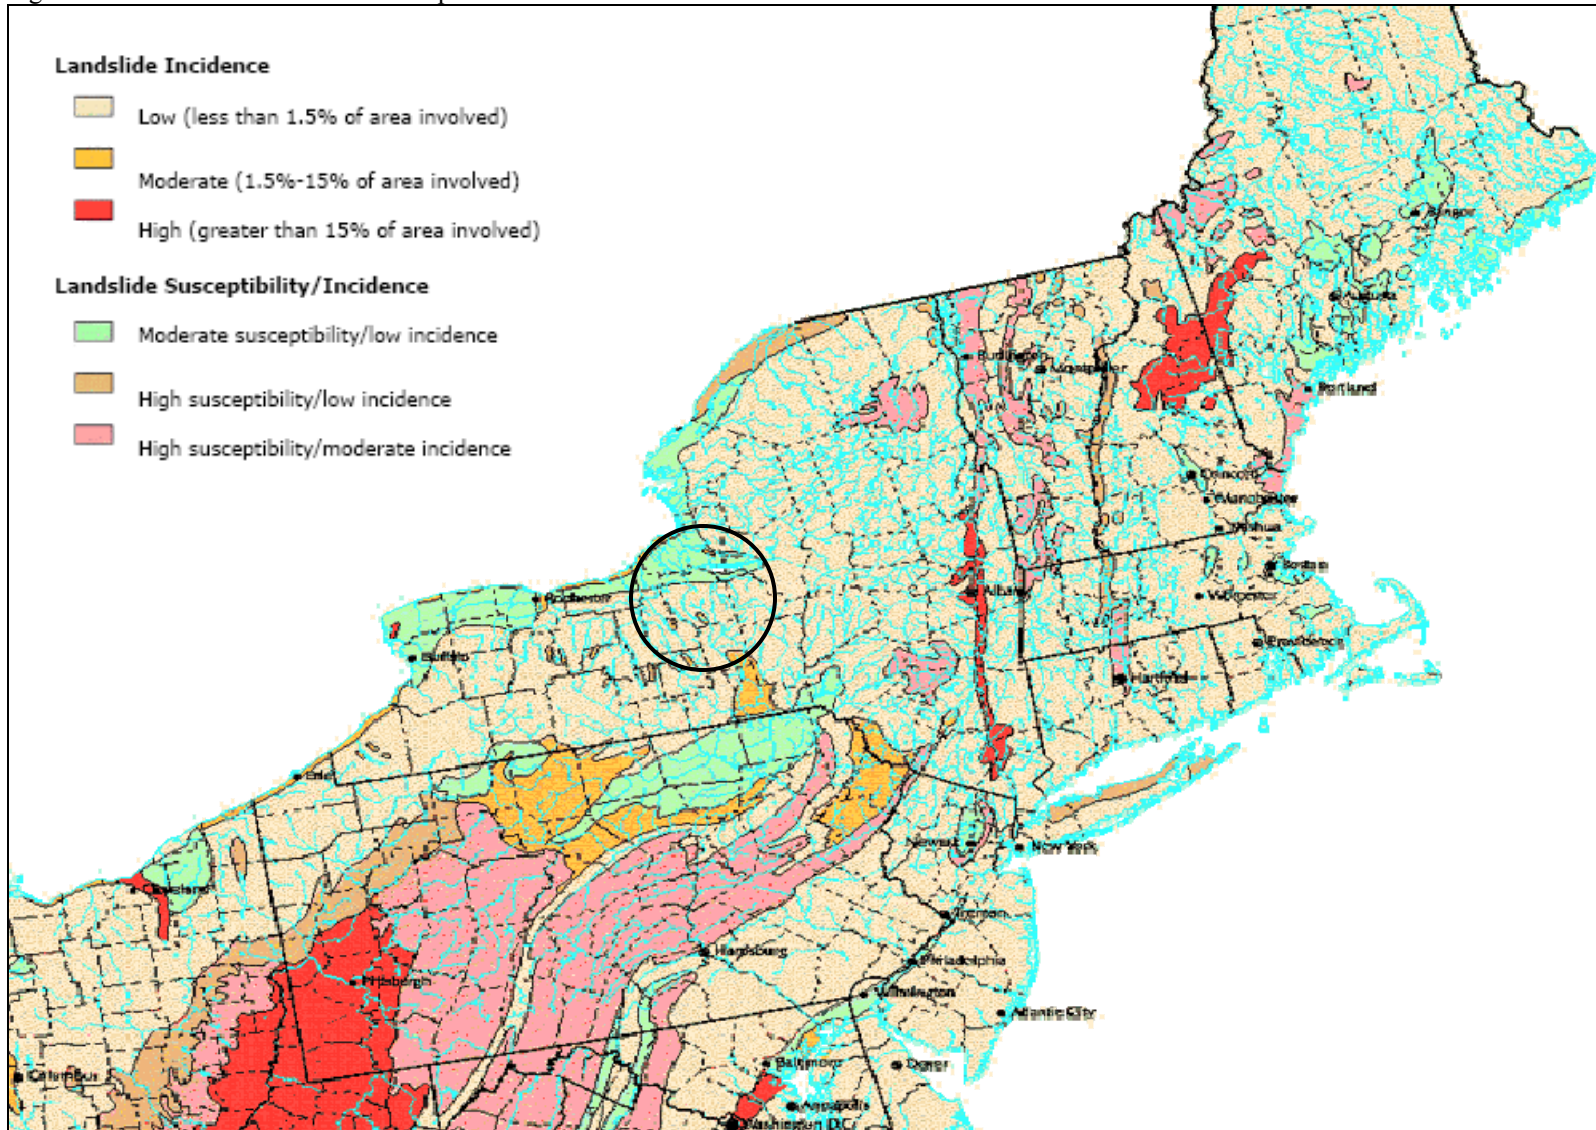 Landslide Incidence
Low (less than 1.5% of area involved)
Moderate (1.5%-15% of area involved)
High (greater than 15% of area involved)
Landslide Susceptibility/Incidence
Moderate susceptibility/low incidence
High susceptibility/low incidence
High susceptibility/moderate incidence
Bangor
Augusta
Burlington
Montpelier
Portland
Concord
Manchester
Nashua
Boston
Rochester
Albany
Worcester
Providence
Buffalo
Hartford
Erie
Newark
New York
Cleveland
Trenton
Harrisburg
Philadelphia
Pittsburgh
Wilmington
Atlantic City
Baltimore
Dover
Columbus
Annapolis
Washington D.C.